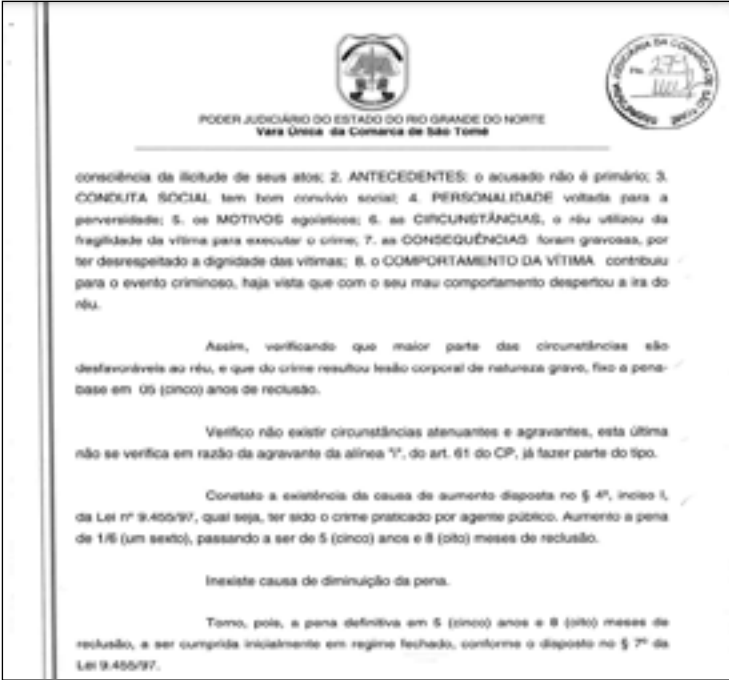 PODER JUDICIÁRIO DO ESTADO DO RIO GRANDE DO NORTE
Vara Única da Comarca de São Tomé
SECRETARIA JUDICIÁRIA DA COMARCA DE SÃO TOMÉ
Fls. 279
consciência da ilicitude de seus atos; 2. ANTECEDENTES: o acusado não é primário; 3.
CONDUTA SOCIAL tem bom convívio social; 4. PERSONALIDADE voltada para a
perversidade; 5. os MOTIVOS egoísticos; 6. as CIRCUNSTÂNCIAS, o réu utilizou da
fragilidade da vítima para executar o crime; 7. as CONSEQUÊNCIAS foram gravosas, por
ter desrespeitado a dignidade das vítimas; 8. o COMPORTAMENTO DA VÍTIMA contribuiu
para o evento criminoso, haja vista que com o seu mau comportamento despertou a ira do
réu.
Assim, verificando que maior parte das circunstâncias são
desfavoráveis ao réu, e que do crime resultou lesão corporal de natureza grave, fixo a pena-
base em 05 (cinco) anos de reclusão.
Verifico não existir circunstâncias atenuantes e agravantes, esta última
não se verifica em razão da agravante da alínea "i", do art. 61 do CP, já fazer parte do tipo.
Constato a existência da causa de aumento disposta no § 4º, inciso I,
da Lei nº 9.455/97, qual seja, ter sido o crime praticado por agente público. Aumento a pena
de 1/6 (um sexto), passando a ser de 5 (cinco) anos e 8 (oito) meses de reclusão.
Inexiste causa de diminuição da pena.
Torno, pois, a pena definitiva em 5 (cinco) anos e 8 (oito) meses de
reclusão, a ser cumprida inicialmente em regime fechado, conforme o disposto no § 7º da
Lei 9.455/97.